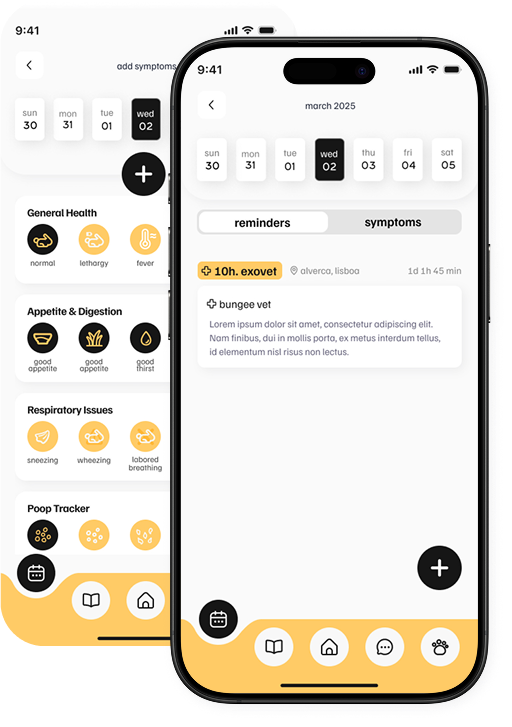 9:41
add symptoms
sun
30
mon
31
tue
01
wed
02
General Health
normal
lethargy
fever
Appetite & Digestion
good
appetite
good
appetite
good
thirst
Respiratory Issues
sneezing
wheezing
labored
breathing
Poop Tracker
9:41
march 2025
sun
30
mon
31
tue
01
wed
02
thu
03
fri
04
sat
05
reminders
symptoms
10h. exovet
alverca, lisboa
1d 1h 45 min
bungee vet
Lorem ipsum dolor sit amet, consectetur adipiscing elit.
Nam finibus, dui in mollis porta, ex metus interdum tellus,
id elementum nisl risus non lectus.